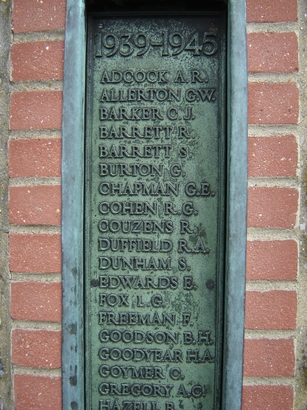 1939-1945
ADCOCK A.R.
ALLERTON G.W.
BARKER C.J.
BARRETT R.
BARRETT S.
BURTON G.
CHAPMAN G.E.
COHEN R.G.
COUZENS R.
DUFFIELD R.A.
DUNHAM S.
EDWARDS E.
FOX L.G.
FREEMAN F.
GOODSON B.H.
GOODYEAR H.A.
GOYMER C.
GREGORY A.C.
HAZELL